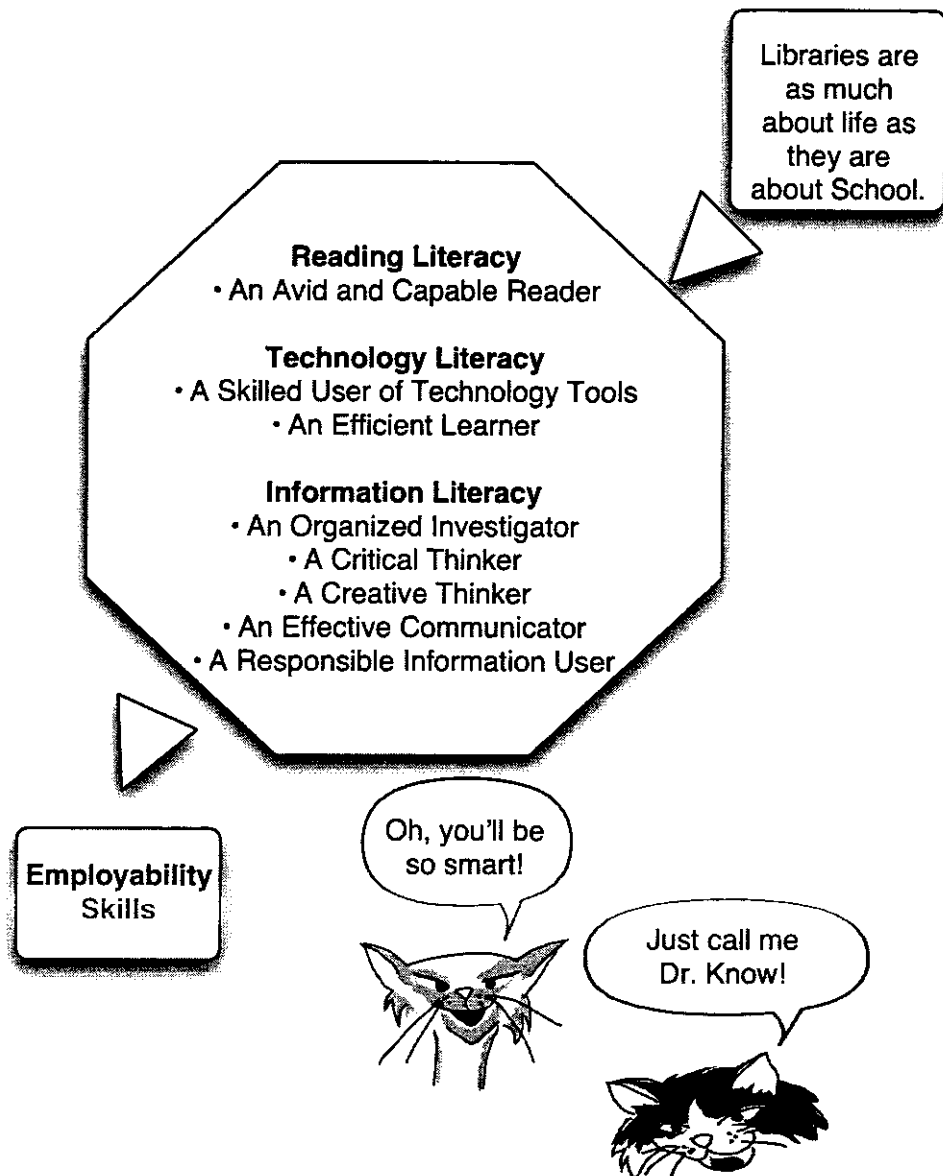 Libraries are
as much
about life as
they are
about School.
Reading Literacy
• An Avid and Capable Reader
Technology Literacy
• A Skilled User of Technology Tools
• An Efficient Learner
Information Literacy
• An Organized Investigator
• A Critical Thinker
• A Creative Thinker
• An Effective Communicator
• A Responsible Information User
Employability
Skills
Oh, you'll be
so smart!
Just call me
Dr. Know!